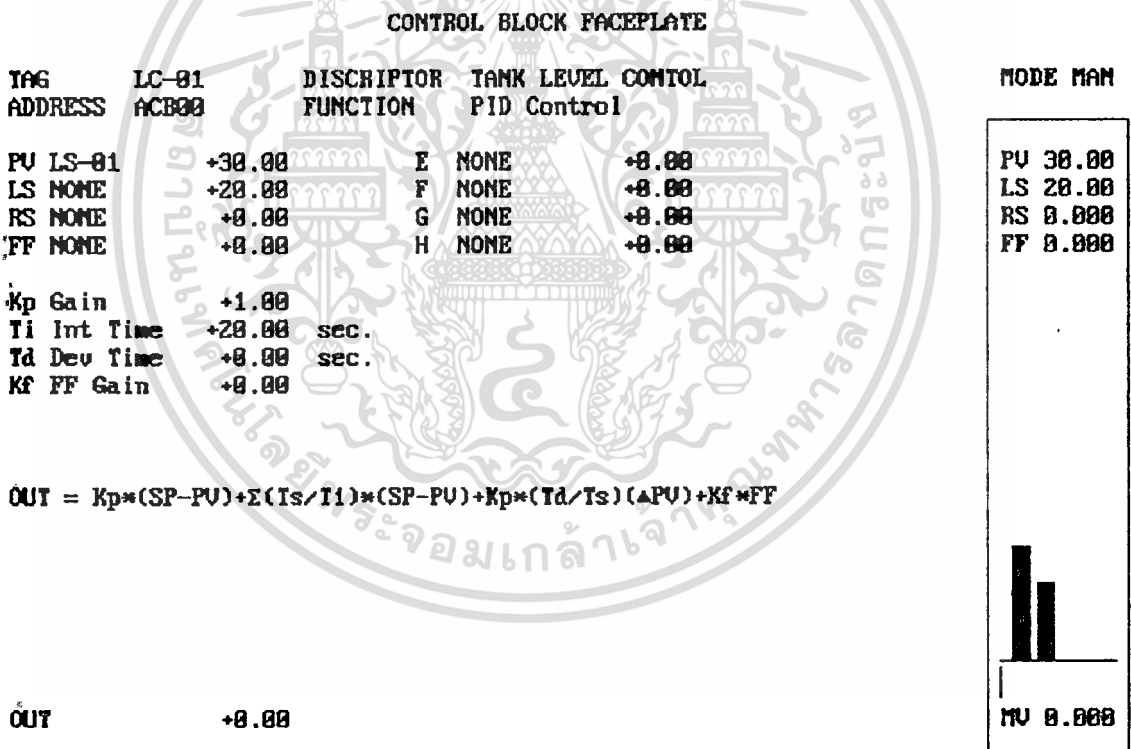 CONTROL BLOCK FACEPLATE
TAG LC-01 DISCRIPTOR TANK LEVEL CONTOL MODE MAN
ADDRESS ACB00 FUNCTION PID Control
PV LS-01 +30.00 E NONE +0.00 PV 30.00
LS NONE +20.00 F NONE +0.00 LS 20.00
RS NONE +0.00 G NONE +0.00 RS 0.000
FF NONE +0.00 H NONE +0.00 FF 0.000
Kp Gain +1.00
Ti Int Time +20.00 sec.
Td Dev Time +0.00 sec.
Kf FF Gain +0.00
OUT = Kp*(SP-PV)+Σ(Ts/Ti)*(SP-PV)+Kp*(Td/Ts)(▲PV)+Kf*FF
OUT +0.00 MV 0.000